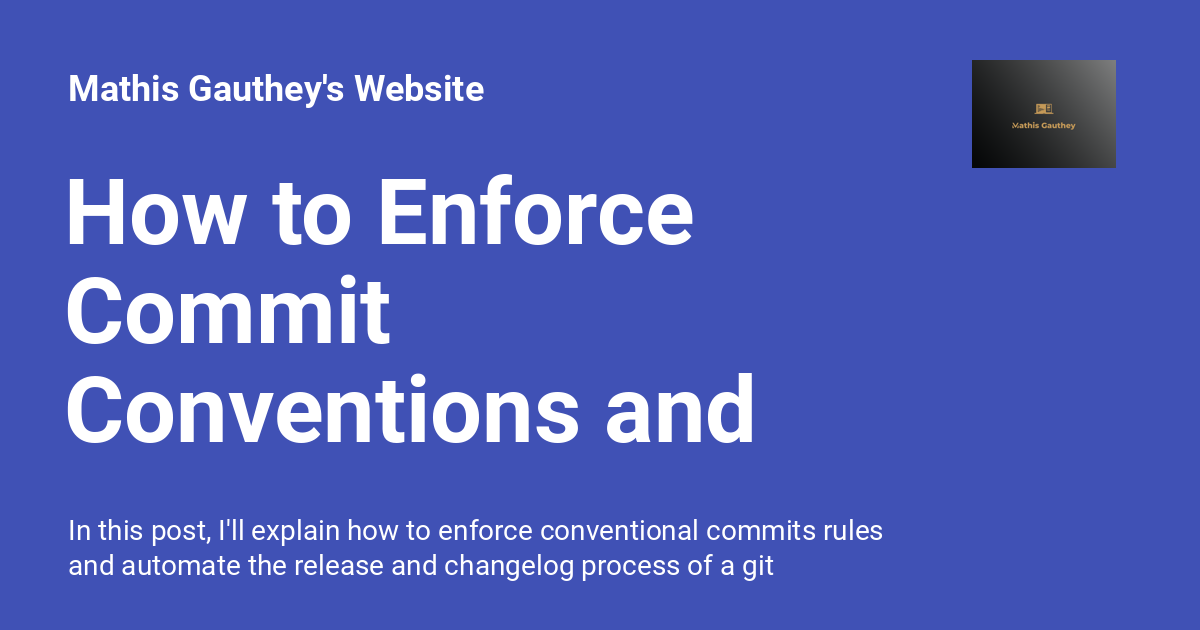 Mathis Gauthey's Website
Mathis Gauthey
How to Enforce
Commit
Conventions and
In this post, I'll explain how to enforce conventional commits rules
and automate the release and changelog process of a git